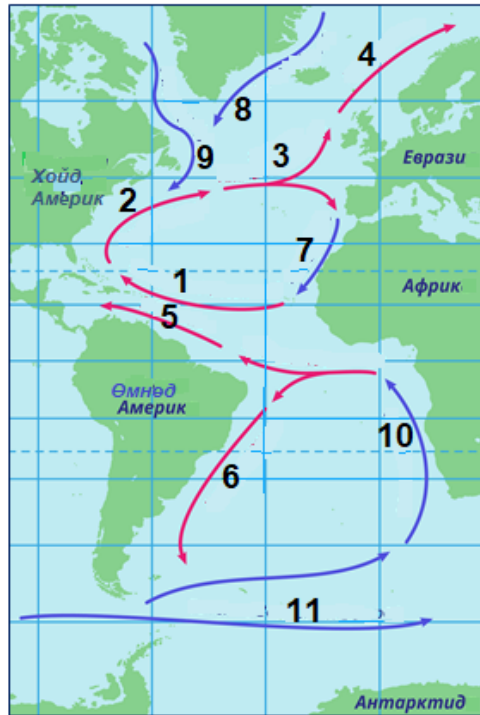 4
8
3
9
Еврази
Хойд
Америк
2
7
1
Африк
5
Өмнөд
Америк
10
6
11
Антарктид